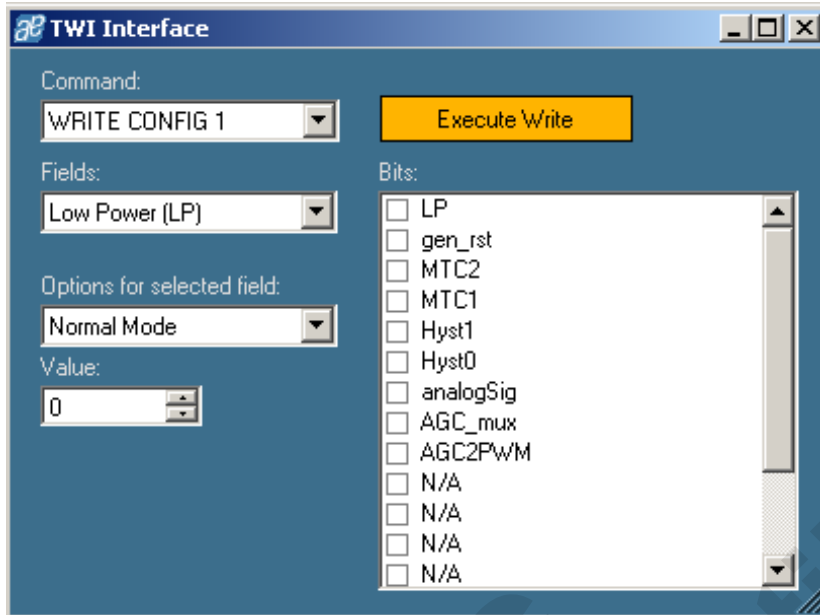 TWI Interface
Command:
WRITE CONFIG 1
Execute Write
Fields:
Low Power (LP)
Options for selected field:
Normal Mode
Value:
0
Bits:
LP
gen_rst
MTC2
MTC1
Hyst1
Hyst0
analogSig
AGC_mux
AGC2PWM
N/A
N/A
N/A
N/A